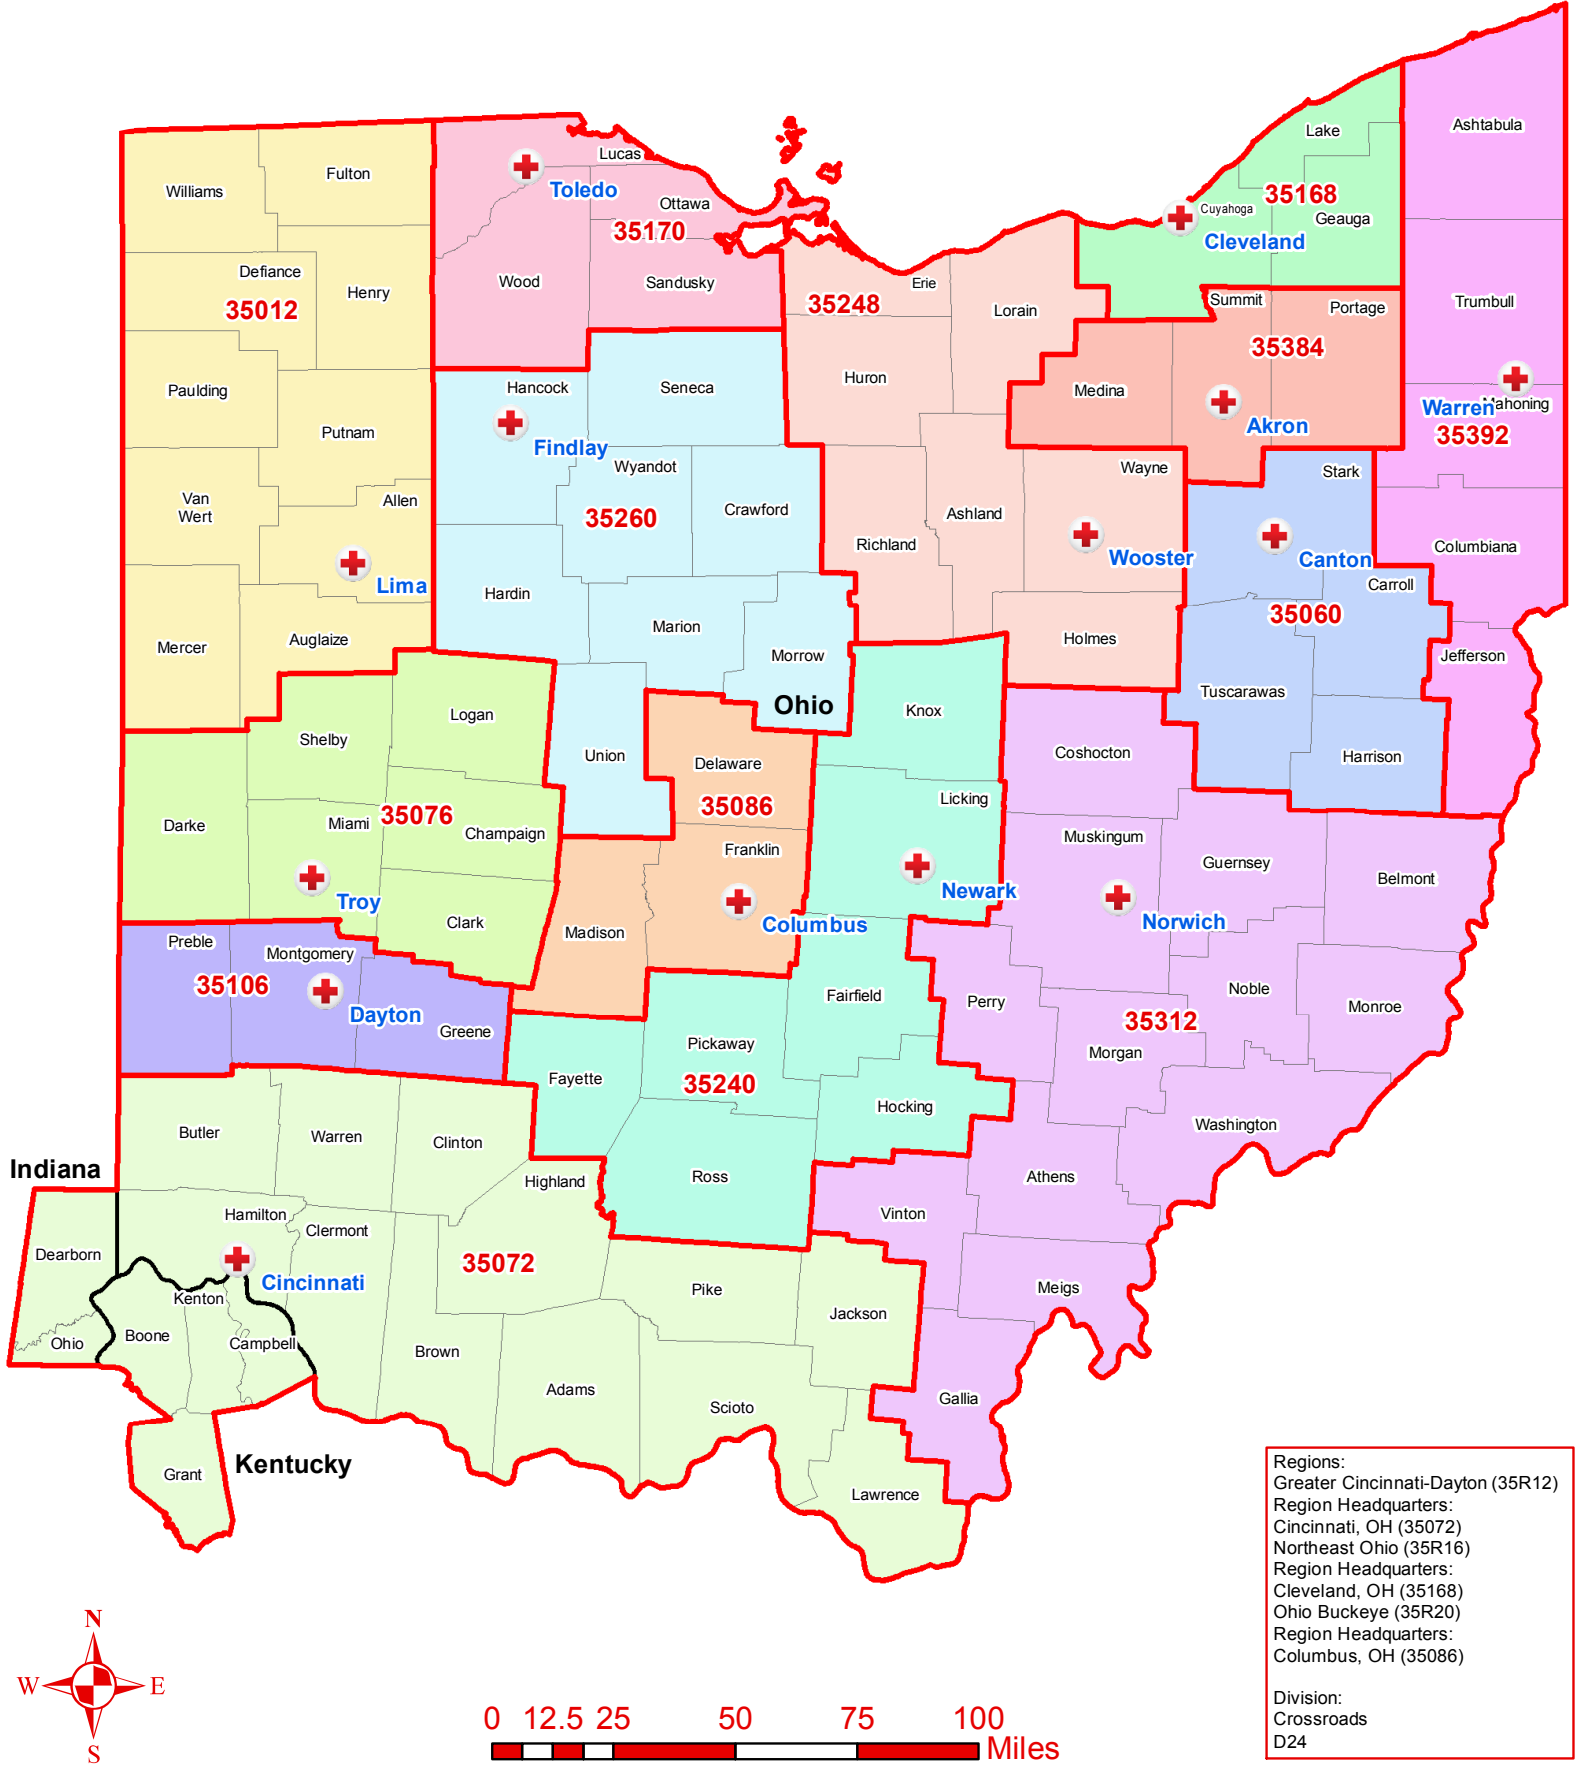 Lake
Ashtabula
Lucas
Fulton
Williams
Toledo
35168
Ottawa
Cuyahoga
Geauga
35170
Cleveland
Defiance
Wood
Sandusky
Erie
Henry
35012
35248
Lorain
Summit
Portage
Trumbull
35384
Huron
Hancock
Seneca
Paulding
Medina
Warren
Mahoning
Akron
35392
Putnam
Findlay
Wyandot
Wayne
Stark
Van
Wert
Allen
Crawford
Ashland
35260
Richland
Columbiana
Wooster
Canton
Lima
Hardin
Carroll
35060
Marion
Auglaize
Holmes
Mercer
Morrow
Jefferson
Tuscarawas
Ohio
Knox
Logan
Shelby
Union
Coshocton
Harrison
Delaware
Licking
35086
35076
Darke
Miami
Champaign
Muskingum
Franklin
Guernsey
Belmont
Newark
Troy
Clark
Columbus
Norwich
Madison
Preble
Montgomery
35106
Fairfield
Noble
Perry
Monroe
Dayton
Greene
35312
Pickaway
Morgan
Fayette
35240
Hocking
Washington
Butler
Warren
Clinton
Indiana
Highland
Ross
Athens
Hamilton
Vinton
Clermont
Dearborn
35072
Cincinnati
Pike
Meigs
Kenton
Jackson
Boone
Ohio
Campbell
Brown
Adams
Gallia
Scioto
Kentucky
Grant
Lawrence
Regions:
Greater Cincinnati-Dayton (35R12)
Region Headquarters:
Cincinnati, OH (35072)
Northeast Ohio (35R16)
Region Headquarters:
Cleveland, OH (35168)
Ohio Buckeye (35R20)
Region Headquarters:
Columbus, OH (35086)
Division:
Crossroads
D24
N
W E
S
0 12.5 25 50 75 100
Miles